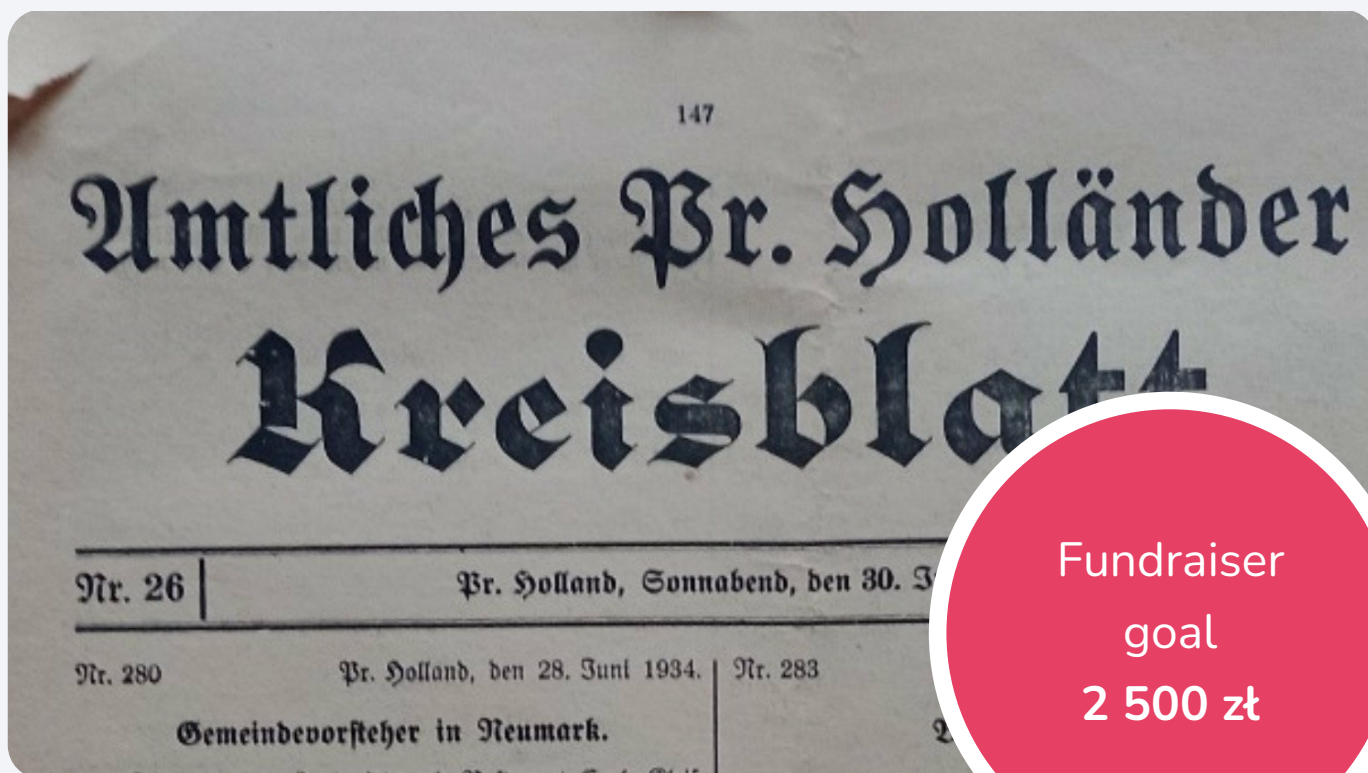 147
Amtliches Pr. Holländer
Kreisblatt
Nr. 26
Pr. Holland, Sonnabend, den 30.
Nr. 280
Pr. Holland, den 28. Juni 1934.
Gemeindevorsteher in Neumark.
Nr. 283
Fundraiser
goal
2 500 zł